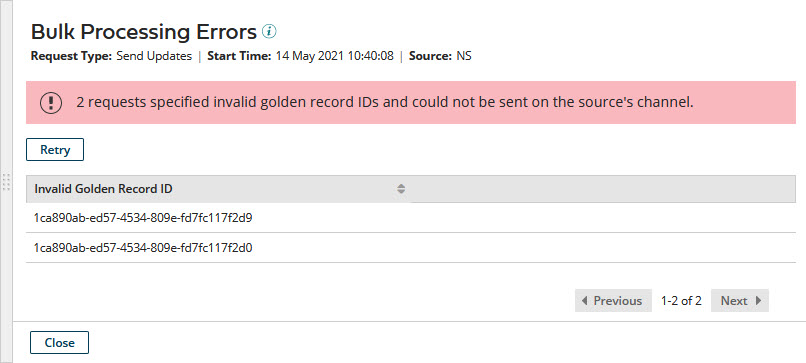 Bulk Processing Errors
Request Type: Send Updates | Start Time: 14 May 2021 10:40:08 | Source: NS
2 requests specified invalid golden record IDs and could not be sent on the source's channel.
Retry
Invalid Golden Record ID
1ca890ab-ed57-4534-809e-fd7fc117f2d9
1ca890ab-ed57-4534-809e-fd7fc117f2d0
Previous 1-2 of 2 Next
Close